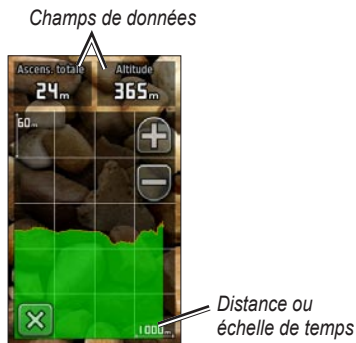 Champs de données
Ascens. totale Altitude
24m 365m
60m
1000m
Distance ou
échelle de temps